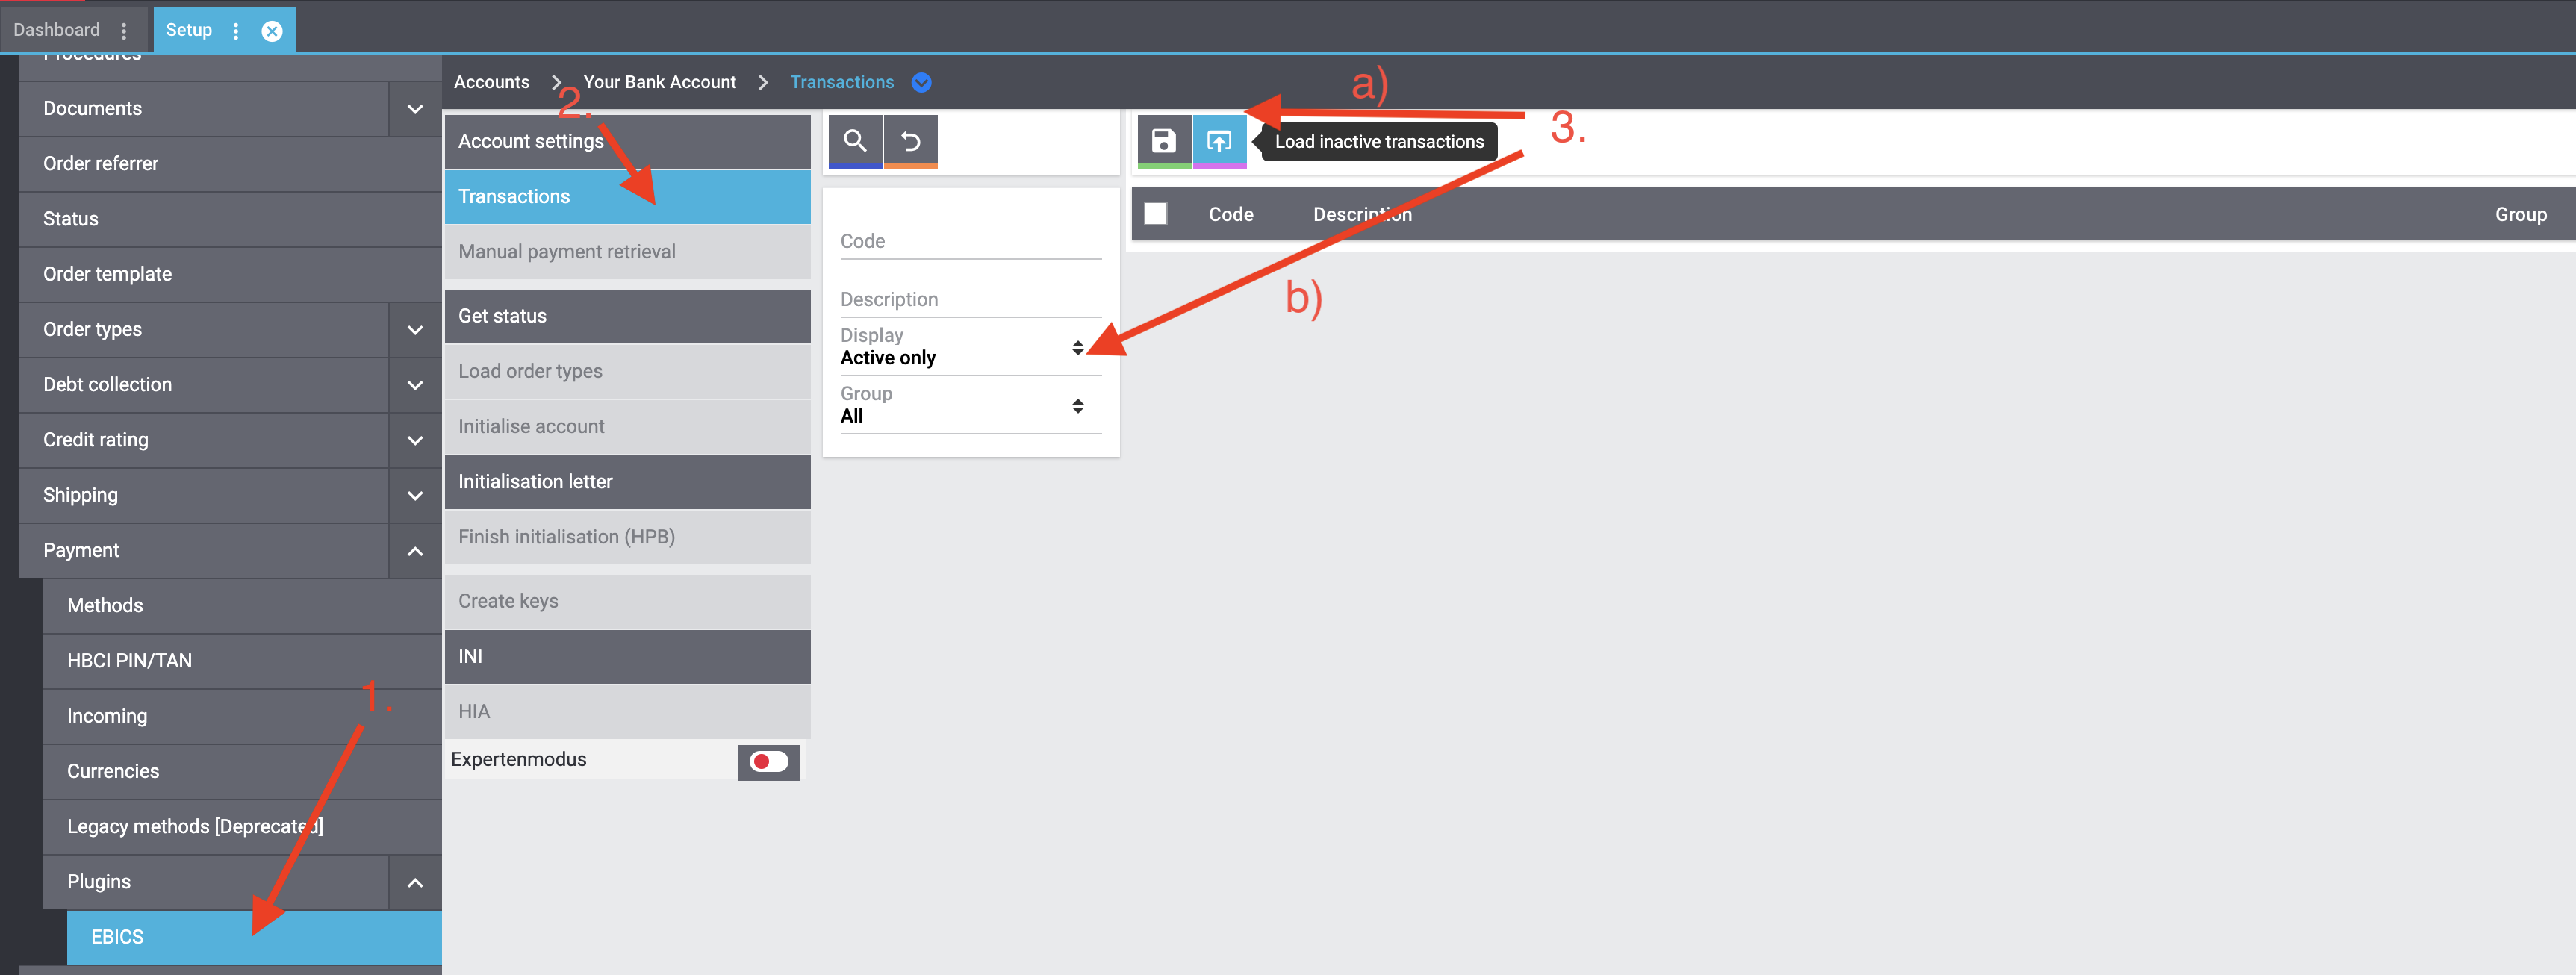 Dashboard
Setup
Procedures
Documents
Order referrer
Status
Order template
Order types
Debt collection
Credit rating
Shipping
Payment
Methods
HBCI PIN/TAN
Incoming
Currencies
Legacy methods [Deprecated]
Plugins
EBICS
1.
Accounts > Your Bank Account > Transactions
2.
Account settings
Transactions
Manual payment retrieval
Get status
Load order types
Initialise account
Initialisation letter
Finish initialisation (HPB)
Create keys
INI
HIA
Expertenmodus
Code
Description
Display
Active only
Group
All
a)
3.
Load inactive transactions
Code Description Group
b)